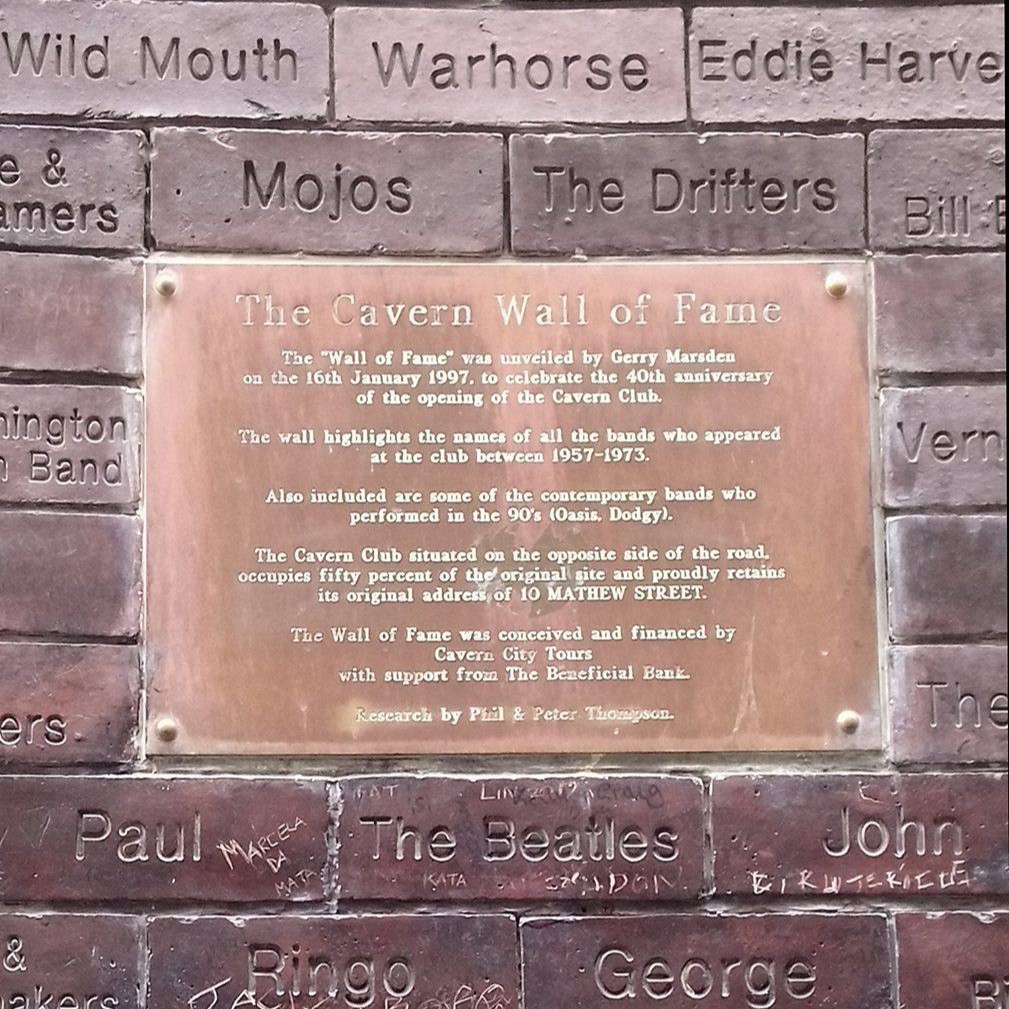 Wild Mouth Warhorse Eddie Harve
e &
amers
Mojos The Drifters Bill
The Cavern Wall of Fame
The "Wall of Fame" was unveiled by Gerry Marsden
on the 16th January 1997, to celebrate the 40th anniversary
of the opening of the Cavern Club.
The wall highlights the names of all the bands who appeared
at the club between 1957-1973.
Also included are some of the contemporary bands who
performed in the 90's (Oasis, Dodgy).
The Cavern Club situated on the opposite side of the road,
occupies fifty percent of the original site and proudly retains
its original address of 10 MATHEW STREET.
The Wall of Fame was conceived and financed by
Cavern City Tours
with support from The Beneficial Bank.
Research by Phil & Peter Thompson.
hington
Band
Vern
ers
The
Paul The Beatles John
MARCELA
DA
MATA
KATA
&
akers
Ringo George